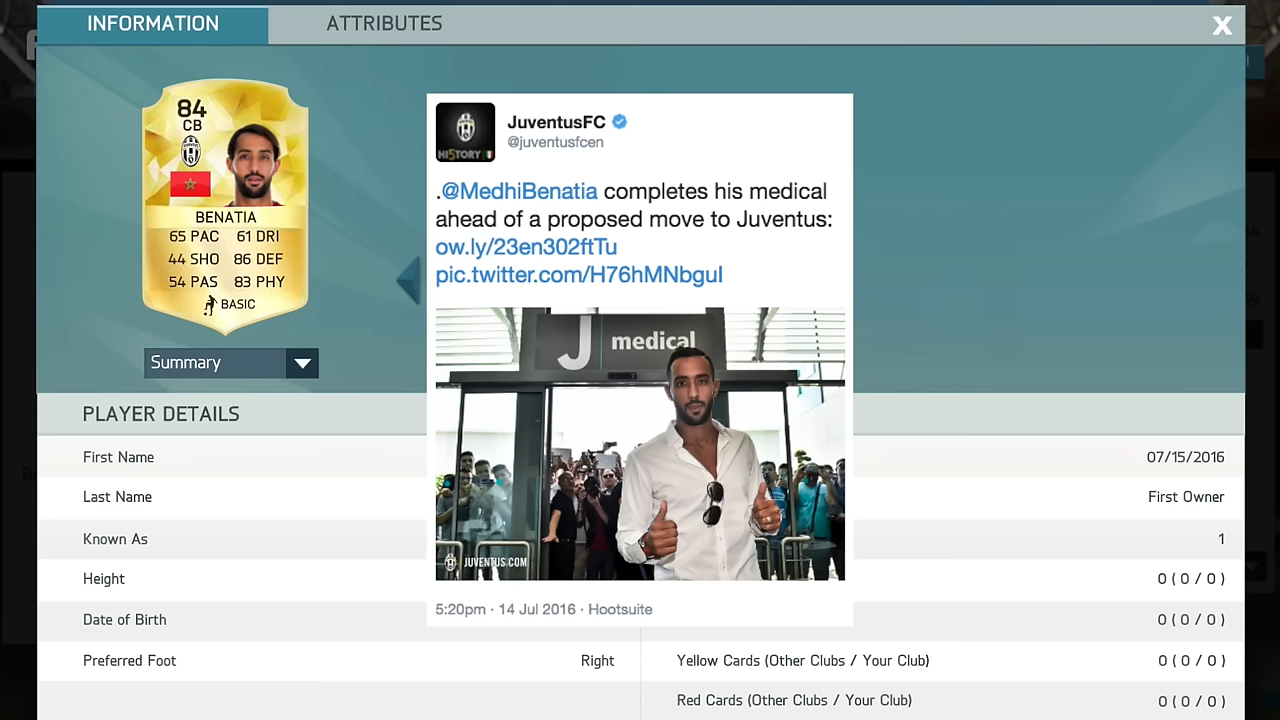 INFORMATION
ATTRIBUTES
X
84
CB
BENATIA
65 PAC 61 DRI
44 SHO 86 DEF
54 PAS 83 PHY
BASIC
Summary
JuventusFC
@juventusfcen
HI5TORY
.@MedhiBenatia completes his medical
ahead of a proposed move to Juventus:
ow.ly/23en302ftTu
pic.twitter.com/H76hMNbguI
J medical
JUVENTUS.COM
5:20pm · 14 Jul 2016 · Hootsuite
PLAYER DETAILS
First Name
07/15/2016
Last Name
First Owner
Known As
1
Height
0 ( 0 / 0 )
Date of Birth
0 ( 0 / 0 )
Preferred Foot Right
Yellow Cards (Other Clubs / Your Club) 0 ( 0 / 0 )
Red Cards (Other Clubs / Your Club) 0 ( 0 / 0 )